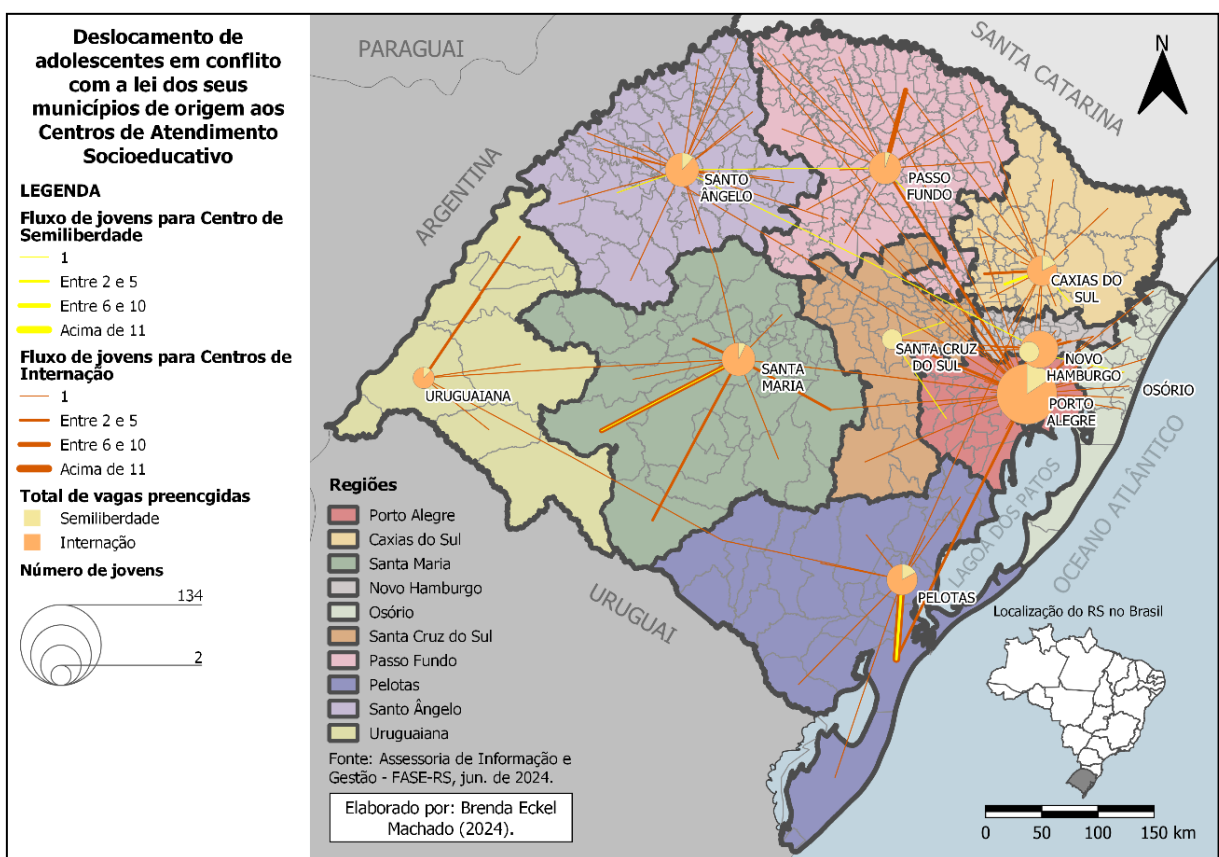 Deslocamento de
adolescentes em conflito
com a lei dos seus
municípios de origem aos
Centros de Atendimento
Socioeducativo
LEGENDA
Fluxo de jovens para Centro de
Semiliberdade
1
Entre 2 e 5
Entre 6 e 10
Acima de 11
Fluxo de jovens para Centros de
Internação
1
Entre 2 e 5
Entre 6 e 10
Acima de 11
Total de vagas preencgidas
Semiliberdade
Internação
Número de jovens
134
2
PARAGUAI
ARGENTINA
URUGUAI
SANTA CATARINA
N
SANTO
ÂNGELO
PASSO
FUNDO
CAXIAS DO
SUL
SANTA CRUZ
DO SUL
NOVO
HAMBURGO
OSÓRIO
PORTO
ALEGRE
SANTA
MARIA
URUGUAIANA
PELOTAS
LAGOA DOS PATOS
OCEANO ATLÂNTICO
Regiões
Porto Alegre
Caxias do Sul
Santa Maria
Novo Hamburgo
Osório
Santa Cruz do Sul
Passo Fundo
Pelotas
Santo Ângelo
Uruguaiana
Fonte: Assessoria de Informação e
Gestão - FASE-RS, jun. de 2024.
Elaborado por: Brenda Eckel
Machado (2024).
Localização do RS no Brasil
0 50 100 150 km